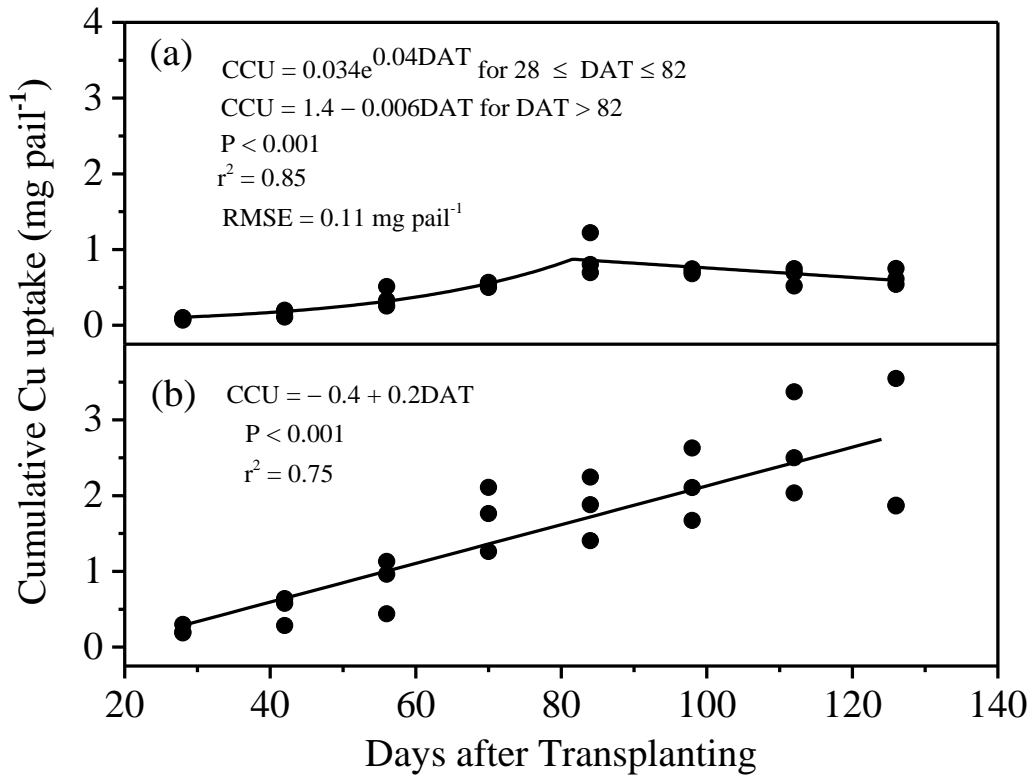 Cumulative Cu uptake (mg pail⁻¹)
4
3
2
1
0
(a)
CCU = 0.034e^0.04DAT for 28 ≤ DAT ≤ 82
CCU = 1.4 − 0.006DAT for DAT > 82
P < 0.001
r² = 0.85
RMSE = 0.11 mg pail⁻¹
3
2
1
0
(b)
CCU = − 0.4 + 0.2DAT
P < 0.001
r² = 0.75
20 40 60 80 100 120 140
Days after Transplanting